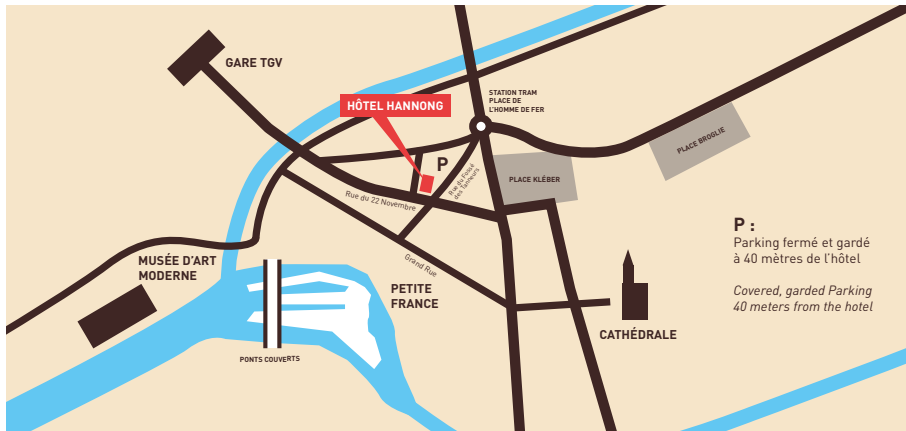 GARE TGV
HÔTEL HANNONG
STATION TRAM
PLACE DE
L'HOMME DE FER
PLACE BROGLIE
P
Rue du Fossé
des Tanneurs
PLACE KLÉBER
Rue du 22 Novembre
Grand Rue
MUSÉE D'ART
MODERNE
PETITE
FRANCE
PONTS COUVERTS
CATHÉDRALE
P :
Parking fermé et gardé
à 40 mètres de l'hôtel
Covered, garded Parking
40 meters from the hotel